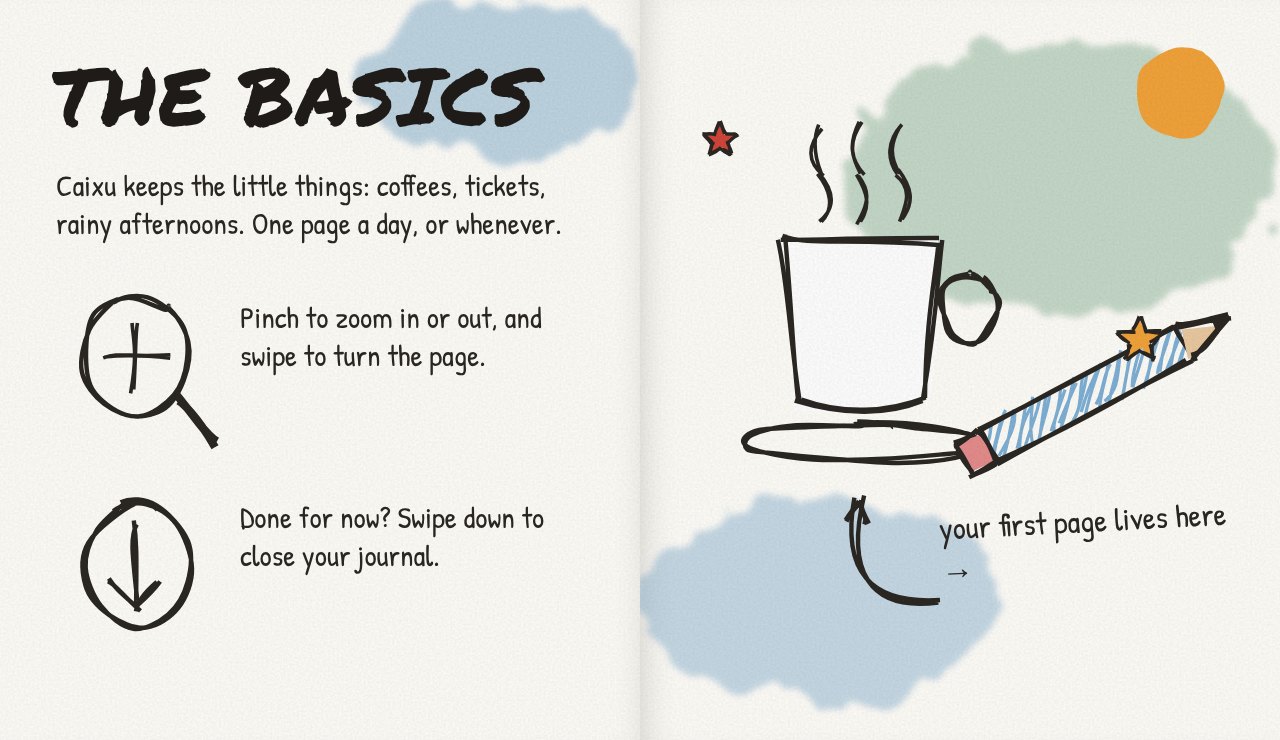 THE BASICS
Caixu keeps the little things: coffees, tickets,
rainy afternoons. One page a day, or whenever.
Pinch to zoom in or out, and
swipe to turn the page.
Done for now? Swipe down to
close your journal.
your first page lives here
→